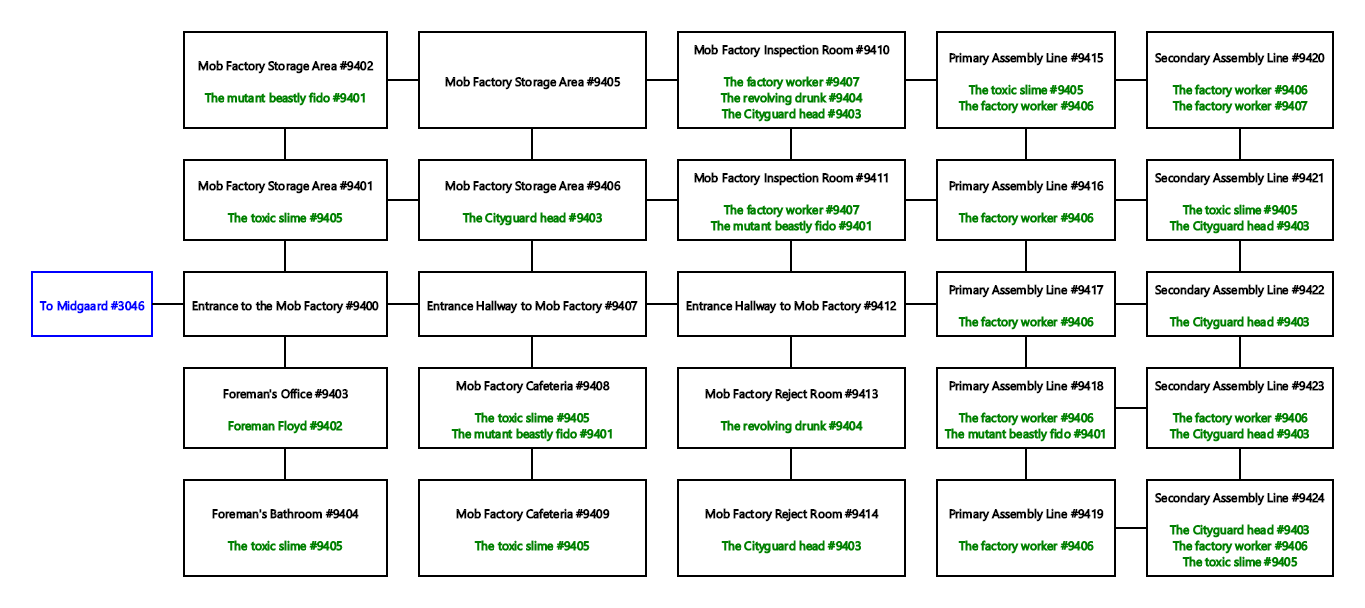 Mob Factory Storage Area #9402
The mutant beastly fido #9401
Mob Factory Storage Area #9405
Mob Factory Inspection Room #9410
The factory worker #9407
The revolving drunk #9404
The Cityguard head #9403
Primary Assembly Line #9415
The toxic slime #9405
The factory worker #9406
Secondary Assembly Line #9420
The factory worker #9406
The factory worker #9407
Mob Factory Storage Area #9401
The toxic slime #9405
Mob Factory Storage Area #9406
The Cityguard head #9403
Mob Factory Inspection Room #9411
The factory worker #9407
The mutant beastly fido #9401
Primary Assembly Line #9416
The factory worker #9406
Secondary Assembly Line #9421
The toxic slime #9405
The Cityguard head #9403
To Midgaard #3046
Entrance to the Mob Factory #9400
Entrance Hallway to Mob Factory #9407
Entrance Hallway to Mob Factory #9412
Primary Assembly Line #9417
The factory worker #9406
Secondary Assembly Line #9422
The Cityguard head #9403
Foreman's Office #9403
Foreman Floyd #9402
Mob Factory Cafeteria #9408
The toxic slime #9405
The mutant beastly fido #9401
Mob Factory Reject Room #9413
The revolving drunk #9404
Primary Assembly Line #9418
The factory worker #9406
The mutant beastly fido #9401
Secondary Assembly Line #9423
The factory worker #9406
The Cityguard head #9403
Foreman's Bathroom #9404
The toxic slime #9405
Mob Factory Cafeteria #9409
The toxic slime #9405
Mob Factory Reject Room #9414
The Cityguard head #9403
Primary Assembly Line #9419
The factory worker #9406
Secondary Assembly Line #9424
The Cityguard head #9403
The factory worker #9406
The toxic slime #9405